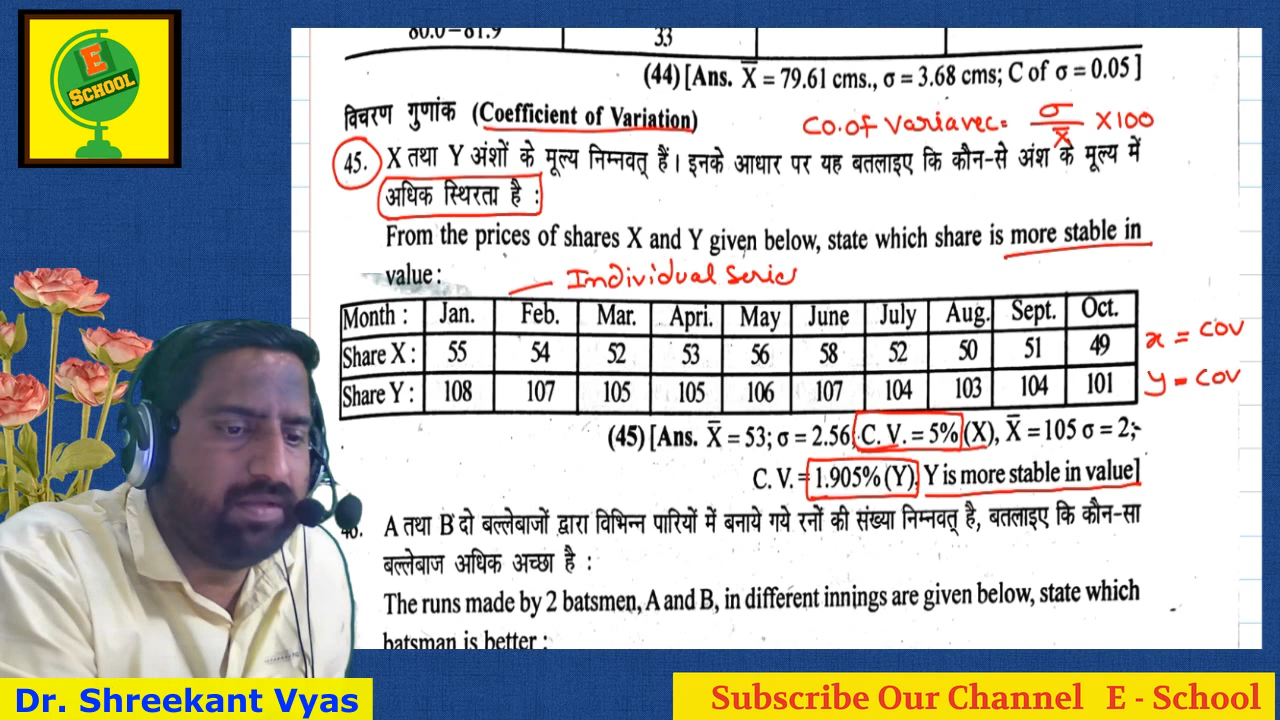 E
SCHOOL
80.0–81.9 33
(44) [Ans. X̄ = 79.61 cms., σ = 3.68 cms; C of σ = 0.05 ]
विचरण गुणांक (Coefficient of Variation)
Co. of Variavec = σ/x̄ X100
45. X तथा Y अंशों के मूल्य निम्नवत् हैं। इनके आधार पर यह बतलाइए कि कौन-से अंश के मूल्य में
अधिक स्थिरता है :
From the prices of shares X and Y given below, state which share is more stable in
value :
Individual Series
Month : Jan. Feb. Mar. Apri. May June July Aug. Sept. Oct.
Share X : 55 54 52 53 56 58 52 50 51 49
x = COV
Share Y : 108 107 105 105 106 107 104 103 104 101
y = COV
(45) [Ans. X̄ = 53; σ = 2.56, C. V. = 5% (X), X̄ = 105 σ = 2;
C. V. = 1.905% (Y), Y is more stable in value]
A तथा B दो बल्लेबाजों द्वारा विभिन्न पारियों में बनाये गये रनों की संख्या निम्नवत् है, बतलाइए कि कौन-सा
बल्लेबाज अधिक अच्छा है :
The runs made by 2 batsmen, A and B, in different innings are given below, state which
batsman is better :
Dr. Shreekant Vyas
Subscribe Our Channel E - School